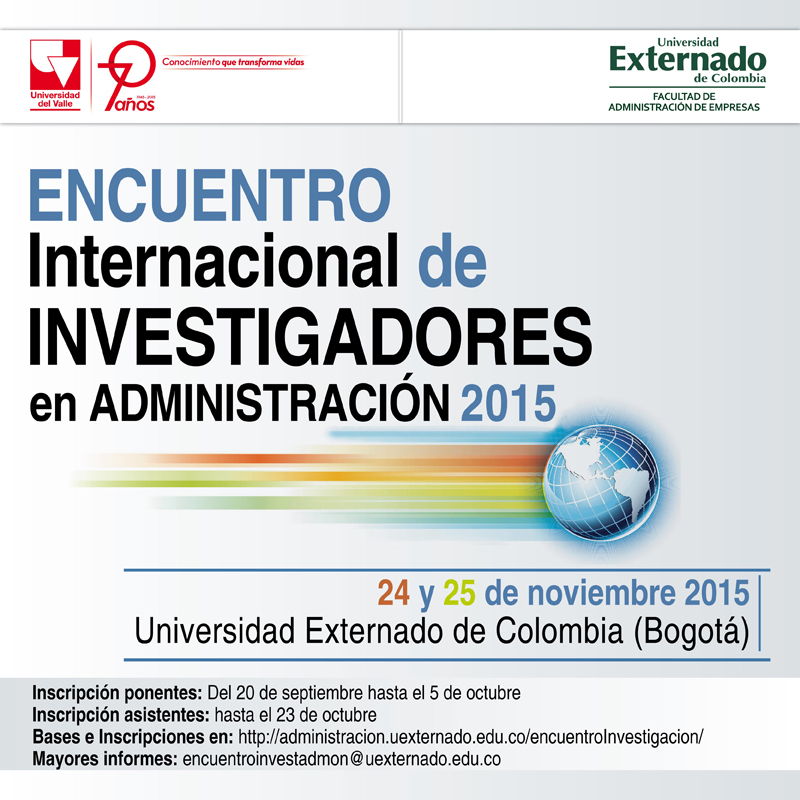 Universidad
del Valle
1945 - 2015
70 años
Conocimiento que transforma vidas
Universidad
Externado
de Colombia
FACULTAD DE
ADMINISTRACIÓN DE EMPRESAS
ENCUENTRO
Internacional de
INVESTIGADORES
en ADMINISTRACIÓN 2015
24 y 25 de noviembre 2015
Universidad Externado de Colombia (Bogotá)
Inscripción ponentes: Del 20 de septiembre hasta el 5 de octubre
Inscripción asistentes: hasta el 23 de octubre
Bases e Inscripciones en: http://administracion.uexternado.edu.co/encuentroInvestigacion/
Mayores informes: encuentroinvestadmon@uexternado.edu.co